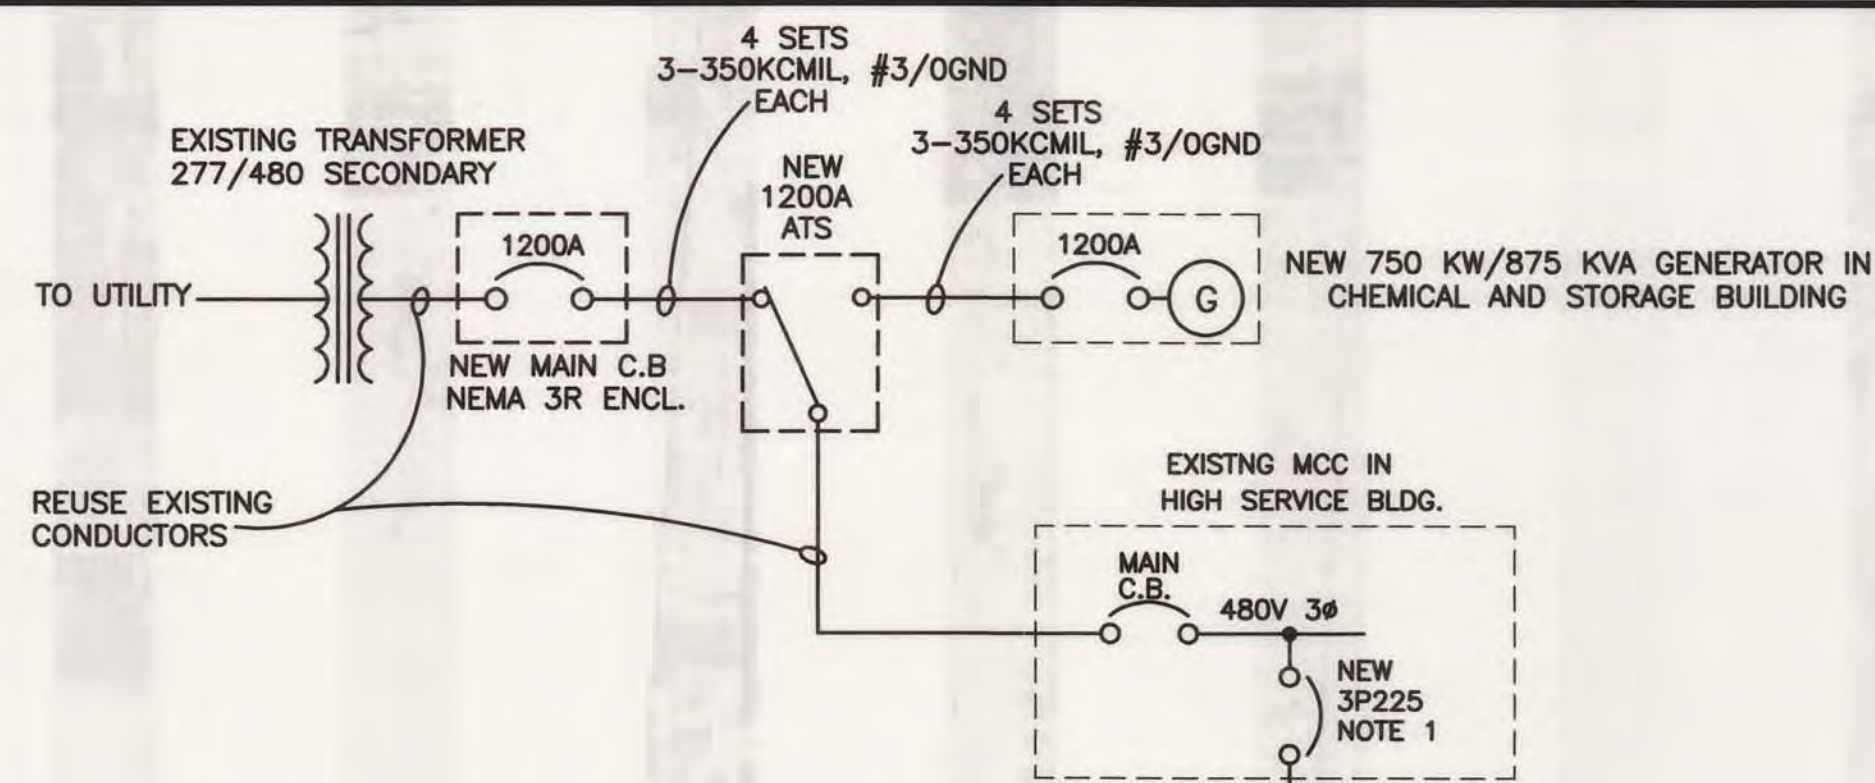 4 SETS
3-350KCMIL, #3/0GND
EACH
4 SETS
3-350KCMIL, #3/0GND
EACH
EXISTING TRANSFORMER
277/480 SECONDARY
NEW
1200A
ATS
1200A
1200A
TO UTILITY
G
NEW 750 KW/875 KVA GENERATOR IN
CHEMICAL AND STORAGE BUILDING
NEW MAIN C.B
NEMA 3R ENCL.
REUSE EXISTING
CONDUCTORS
EXISTNG MCC IN
HIGH SERVICE BLDG.
MAIN
C.B.
480V 3ø
NEW
3P225
NOTE 1